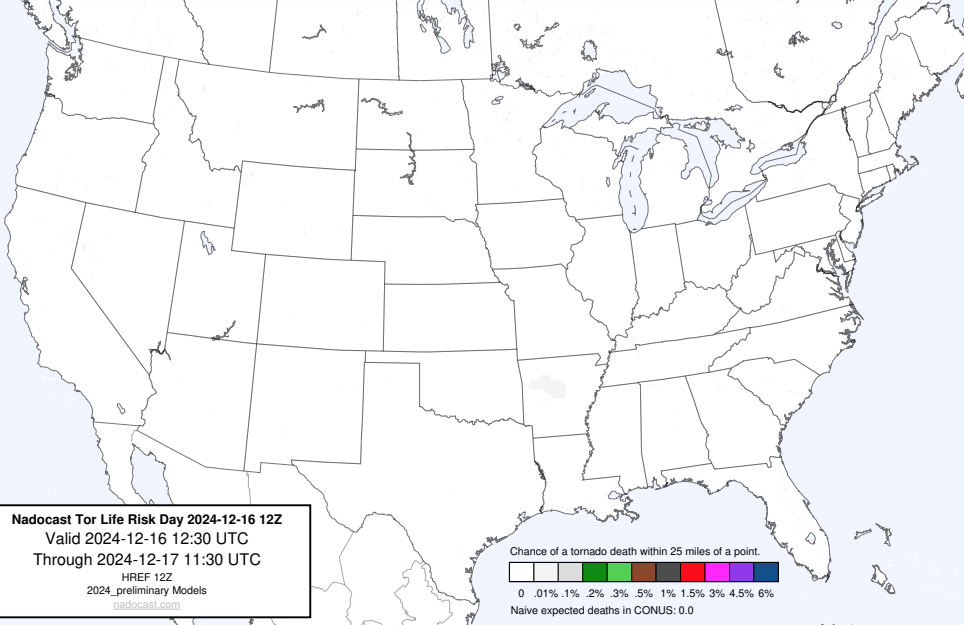 Nadocast Tor Life Risk Day 2024-12-16 12Z
Valid 2024-12-16 12:30 UTC
Through 2024-12-17 11:30 UTC
HREF 12Z
2024_preliminary Models
nadocast.com
Chance of a tornado death within 25 miles of a point.
0 .01% .1% .2% .3% .5% 1% 1.5% 3% 4.5% 6%
Naive expected deaths in CONUS: 0.0